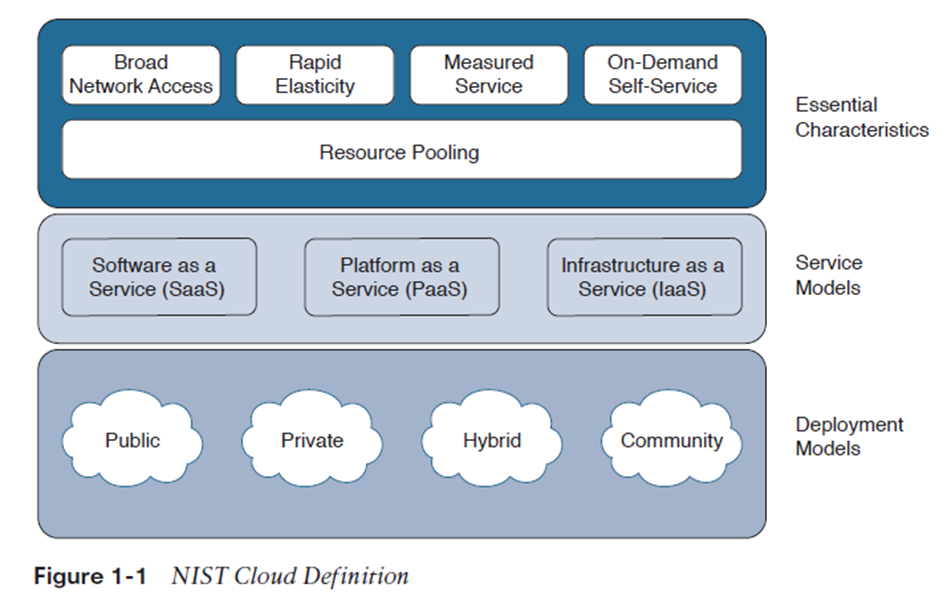 Broad
Network Access
Rapid
Elasticity
Measured
Service
On-Demand
Self-Service
Resource Pooling
Essential
Characteristics
Software as a
Service (SaaS)
Platform as a
Service (PaaS)
Infrastructure as a
Service (IaaS)
Service
Models
Public
Private
Hybrid
Community
Deployment
Models
Figure 1-1 NIST Cloud Definition